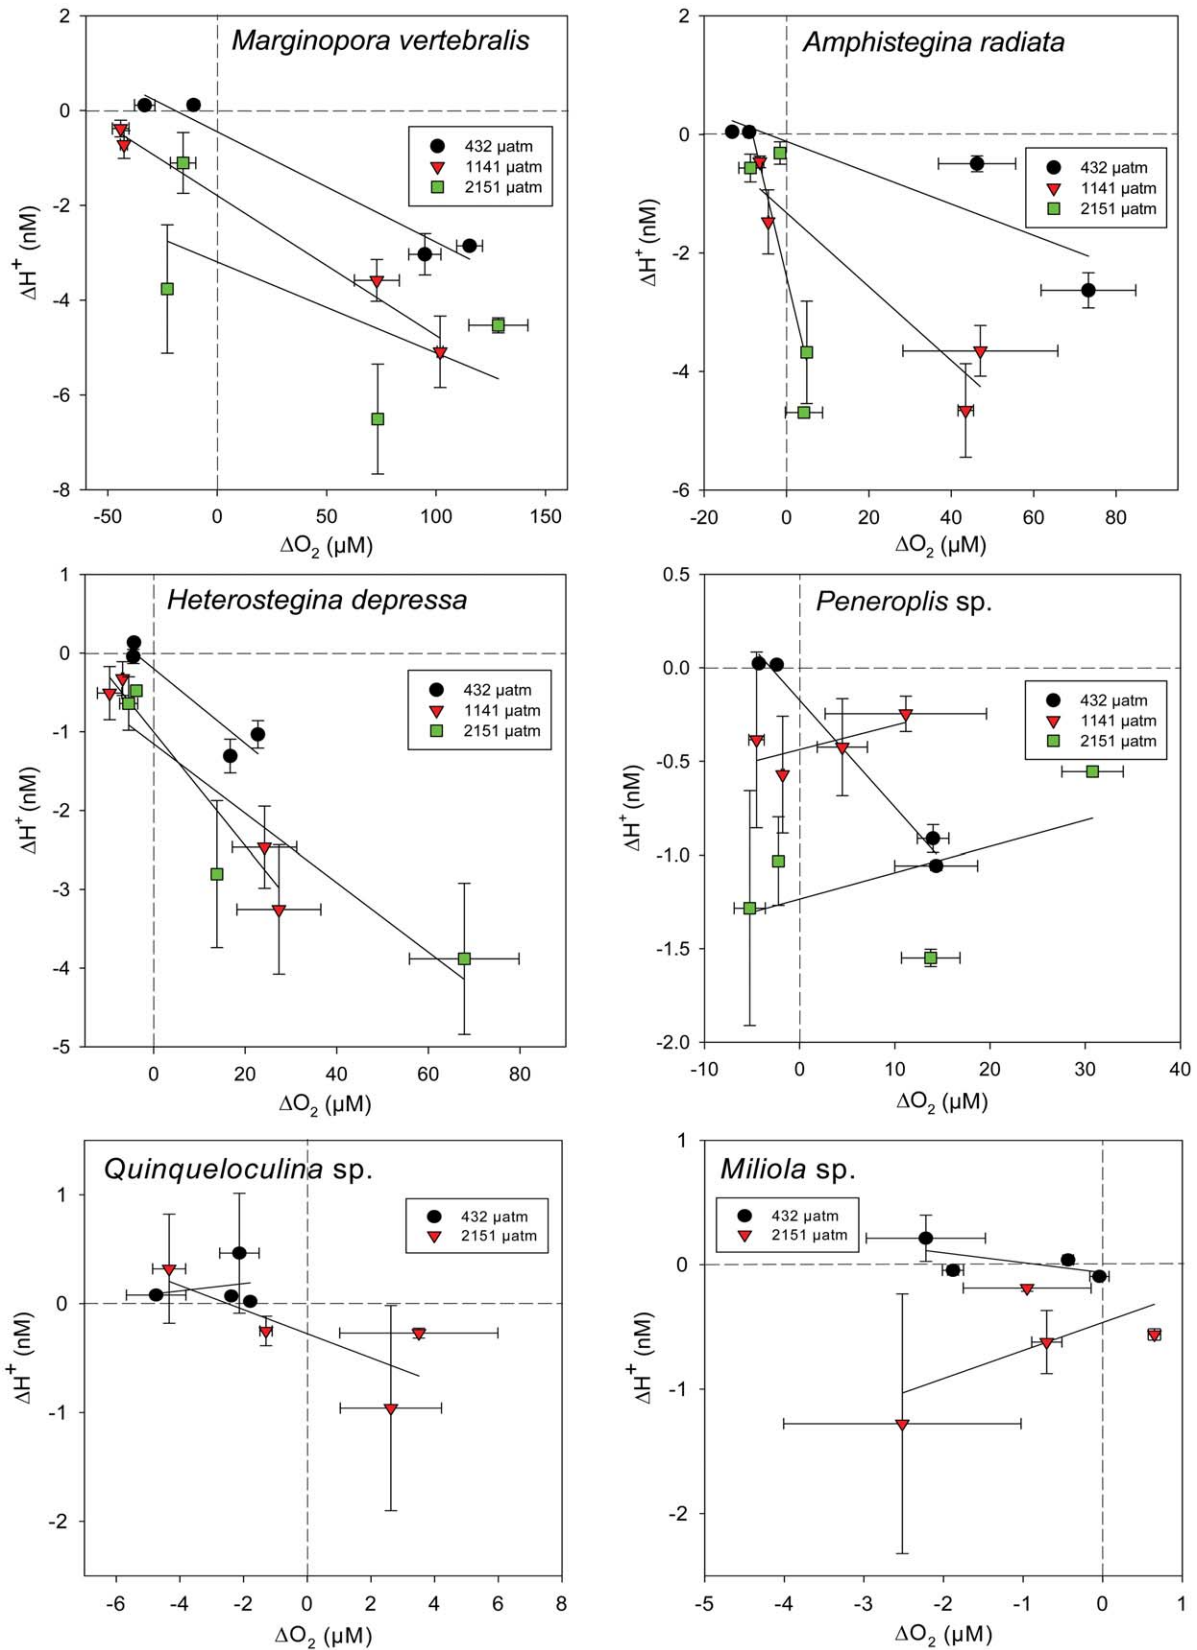 Marginopora vertebralis
2
0
-2
-4
-6
-8
ΔH+ (nM)
432 µatm
1141 µatm
2151 µatm
-50
0
50
100
150
ΔO2 (µM)
Amphistegina radiata
2
0
-2
-4
-6
ΔH+ (nM)
432 µatm
1141 µatm
2151 µatm
-20
0
20
40
60
80
ΔO2 (µM)
Heterostegina depressa
1
0
-1
-2
-3
-4
-5
ΔH+ (nM)
432 µatm
1141 µatm
2151 µatm
0
20
40
60
80
ΔO2 (µM)
Peneroplis sp.
0.5
0.0
-0.5
-1.0
-1.5
-2.0
ΔH+ (nM)
432 µatm
1141 µatm
2151 µatm
-10
0
10
20
30
40
ΔO2 (µM)
Quinqueloculina sp.
1
0
-1
-2
ΔH+ (nM)
432 µatm
2151 µatm
-6
-4
-2
0
2
4
6
8
ΔO2 (µM)
Miliola sp.
1
0
-1
-2
ΔH+ (nM)
432 µatm
2151 µatm
-5
-4
-3
-2
-1
0
1
ΔO2 (µM)